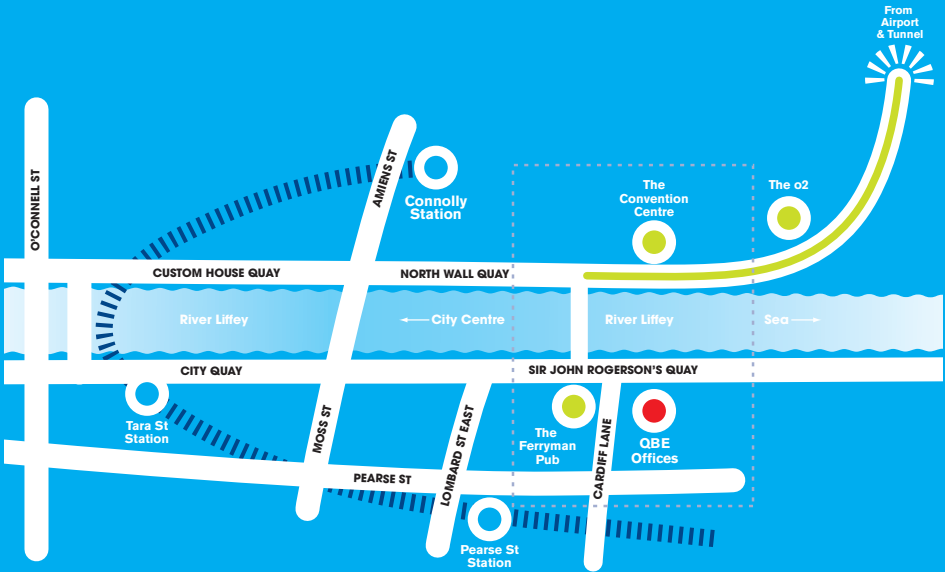 From
Airport
& Tunnel
O'CONNELL ST
AMIENS ST
Connolly
Station
The
Convention
Centre
The o2
CUSTOM HOUSE QUAY
NORTH WALL QUAY
River Liffey
City Centre
River Liffey
Sea
CITY QUAY
SIR JOHN ROGERSON'S QUAY
Tara St
Station
MOSS ST
LOMBARD ST EAST
The
Ferryman
Pub
CARDIFF LANE
QBE
Offices
PEARSE ST
Pearse St
Station